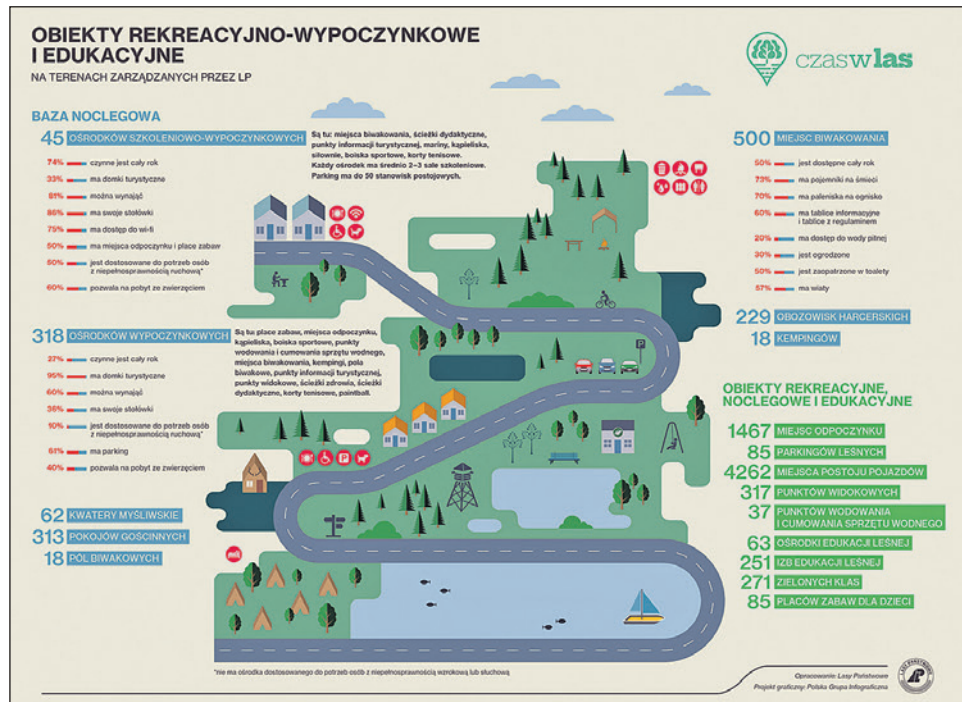 OBIEKTY REKREACYJNO-WYPOCZYNKOWE
I EDUKACYJNE
NA TERENACH ZARZĄDZANYCH PRZEZ LP
czaswlas
BAZA NOCLEGOWA
45 OŚRODKÓW SZKOLENIOWO-WYPOCZYNKOWYCH
74% czynne jest cały rok
33% ma domki turystyczne
81% można wynająć
86% ma swoje stołówki
75% ma dostęp do wi-fi
50% ma miejsca odpoczynku i place zabaw
50% jest dostosowane do potrzeb osób
z niepełnosprawnością ruchową*
60% pozwala na pobyt ze zwierzęciem
Są tu: miejsca biwakowania, ścieżki dydaktyczne,
punkty informacji turystycznej, mariny, kąpieliska,
siłownie, boiska sportowe, korty tenisowe.
Każdy ośrodek ma średnio 2–3 sale szkoleniowe.
Parking ma do 50 stanowisk postojowych.
318 OŚRODKÓW WYPOCZYNKOWYCH
27% czynne jest cały rok
95% ma domki turystyczne
60% można wynająć
36% ma swoje stołówki
10% jest dostosowane do potrzeb osób
z niepełnosprawnością ruchową*
61% ma parking
40% pozwala na pobyt ze zwierzęciem
Są tu: place zabaw, miejsca odpoczynku,
kąpieliska, boiska sportowe, punkty
wodowania i cumowania sprzętu wodnego,
miejsca biwakowania, kempingi, pola
biwakowe, punkty informacji turystycznej,
punkty widokowe, ścieżki zdrowia, ścieżki
dydaktyczne, korty tenisowe, paintball.
62 KWATERY MYŚLIWSKIE
313 POKOJÓW GOŚCINNYCH
18 PÓL BIWAKOWYCH
P
P
500 MIEJSC BIWAKOWANIA
50% jest dostępne cały rok
73% ma pojemniki na śmieci
70% ma paleniska na ognisko
60% ma tablice informacyjne
i tablice z regulaminem
20% ma dostęp do wody pitnej
30% jest ogrodzone
50% jest zaopatrzone w toalety
57% ma wiaty
229 OBOZOWISK HARCERSKICH
18 KEMPINGÓW
OBIEKTY REKREACYJNE,
NOCLEGOWE I EDUKACYJNE
1467 MIEJSC ODPOCZYNKU
85 PARKINGÓW LEŚNYCH
4262 MIEJSCA POSTOJU POJAZDÓW
317 PUNKTÓW WIDOKOWYCH
37 PUNKTÓW WODOWANIA
I CUMOWANIA SPRZĘTU WODNEGO
63 OŚRODKI EDUKACJI LEŚNEJ
251 IZB EDUKACJI LEŚNEJ
271 ZIELONYCH KLAS
85 PLACÓW ZABAW DLA DZIECI
*nie ma ośrodka dostosowanego do potrzeb osób z niepełnosprawnością wzrokową lub słuchową
Opracowanie: Lasy Państwowe
Projekt graficzny: Polska Grupa Infograficzna